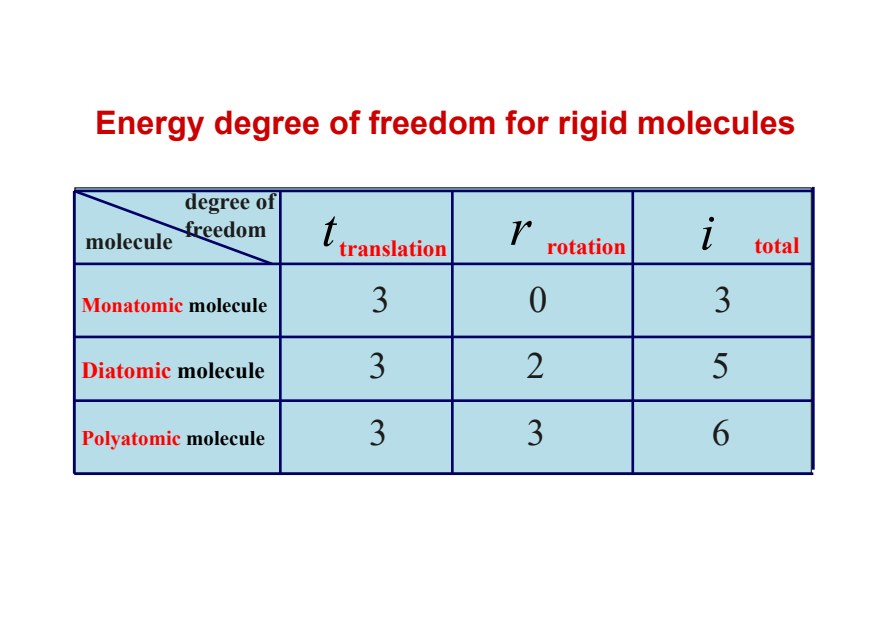 Energy degree of freedom for rigid molecules
degree of
freedom
molecule
t translation
r rotation
i total
Monatomic molecule 3 0 3
Diatomic molecule 3 2 5
Polyatomic molecule 3 3 6